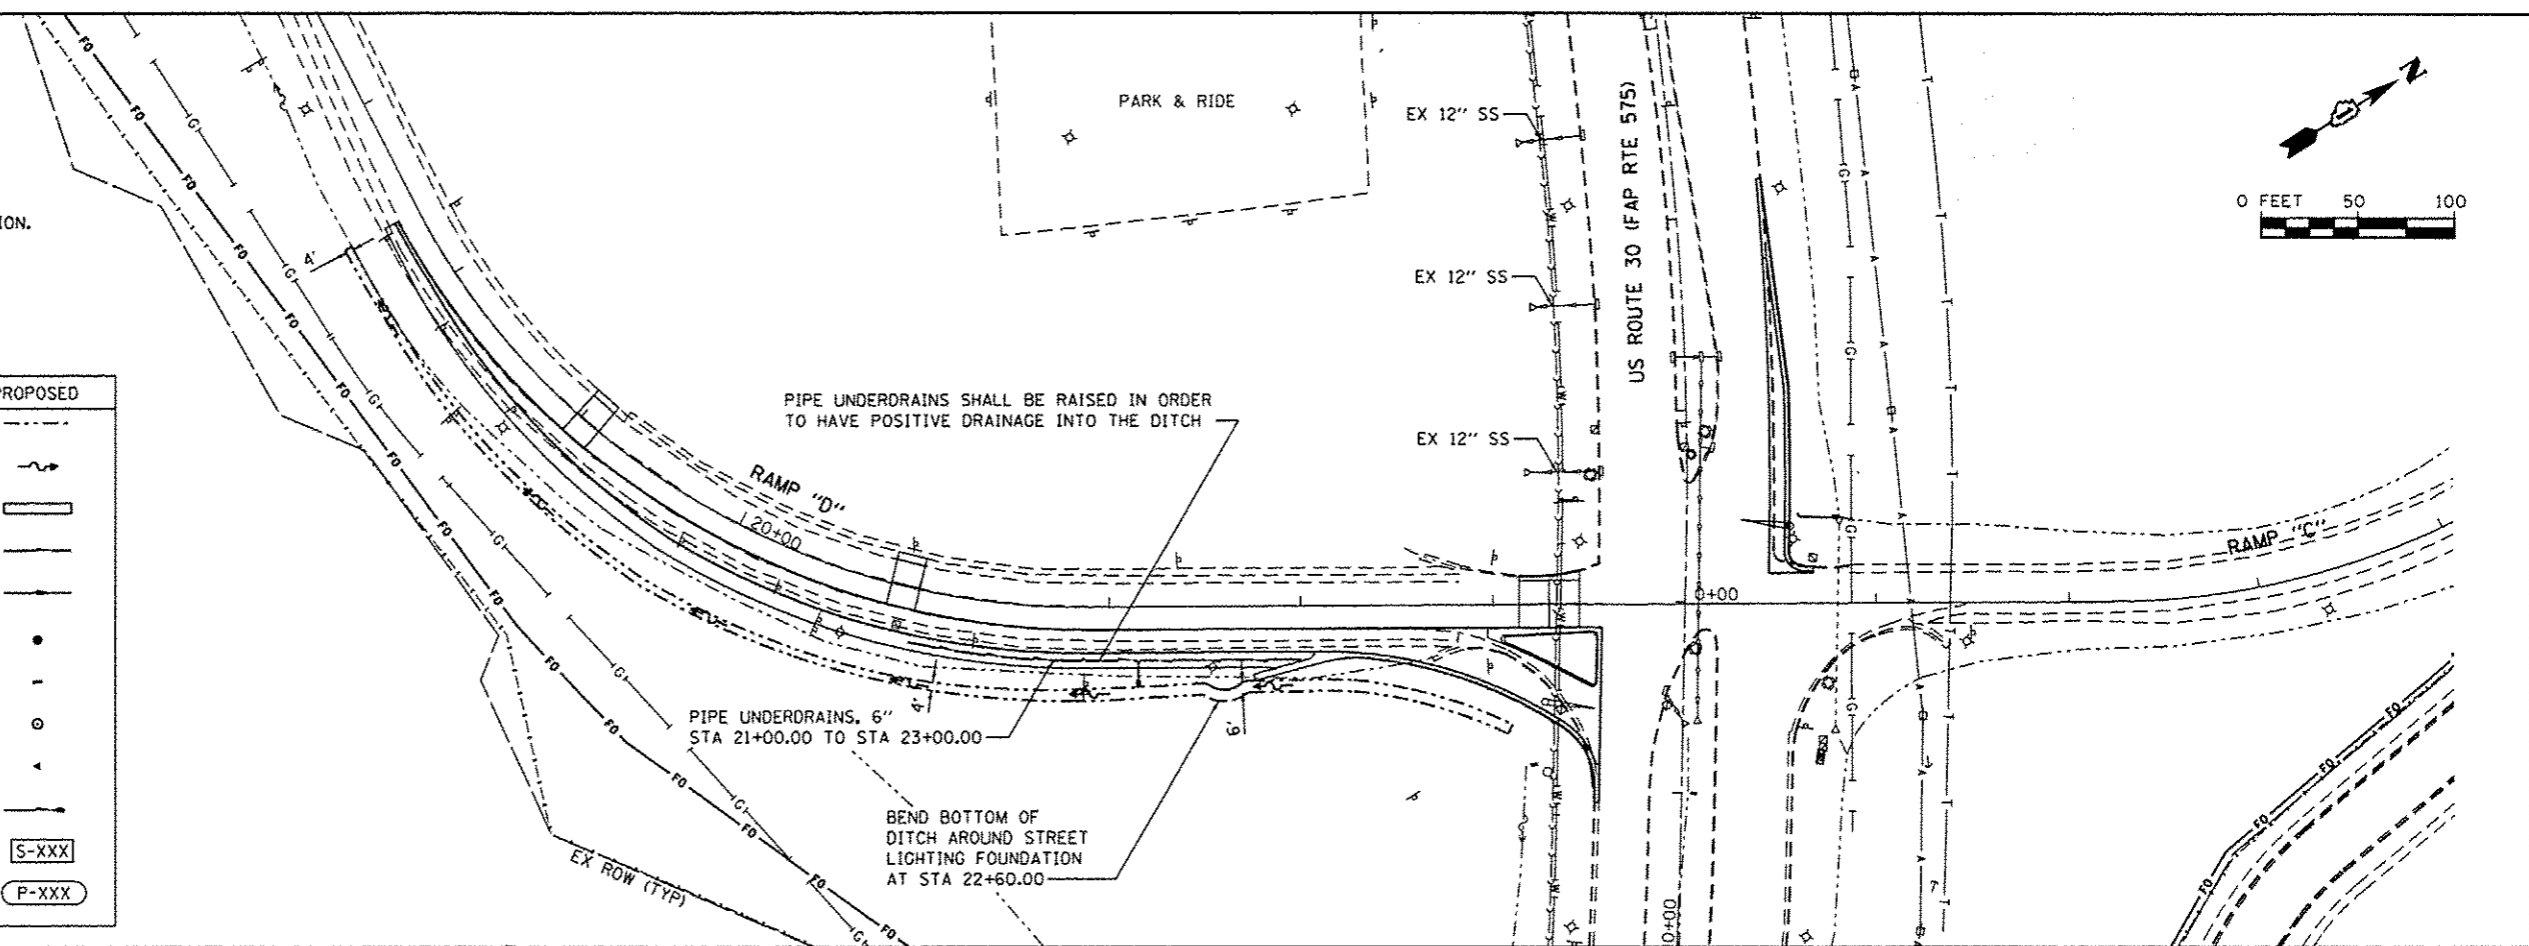 PARK & RIDE
EX 12" SS
US ROUTE 30 (FAP RTE 575)
N
0 FEET 50 100
ION.
4'
EX 12" SS
PROPOSED
PIPE UNDERDRAINS SHALL BE RAISED IN ORDER
TO HAVE POSITIVE DRAINAGE INTO THE DITCH
EX 12" SS
RAMP "D"
20+00
RAMP "C"
0+00
PIPE UNDERDRAINS, 6"
STA 21+00.00 TO STA 23+00.00
4'
6'
BEND BOTTOM OF
DITCH AROUND STREET
LIGHTING FOUNDATION
AT STA 22+60.00
S-XXX
P-XXX
EX ROW (TYP)
0+00